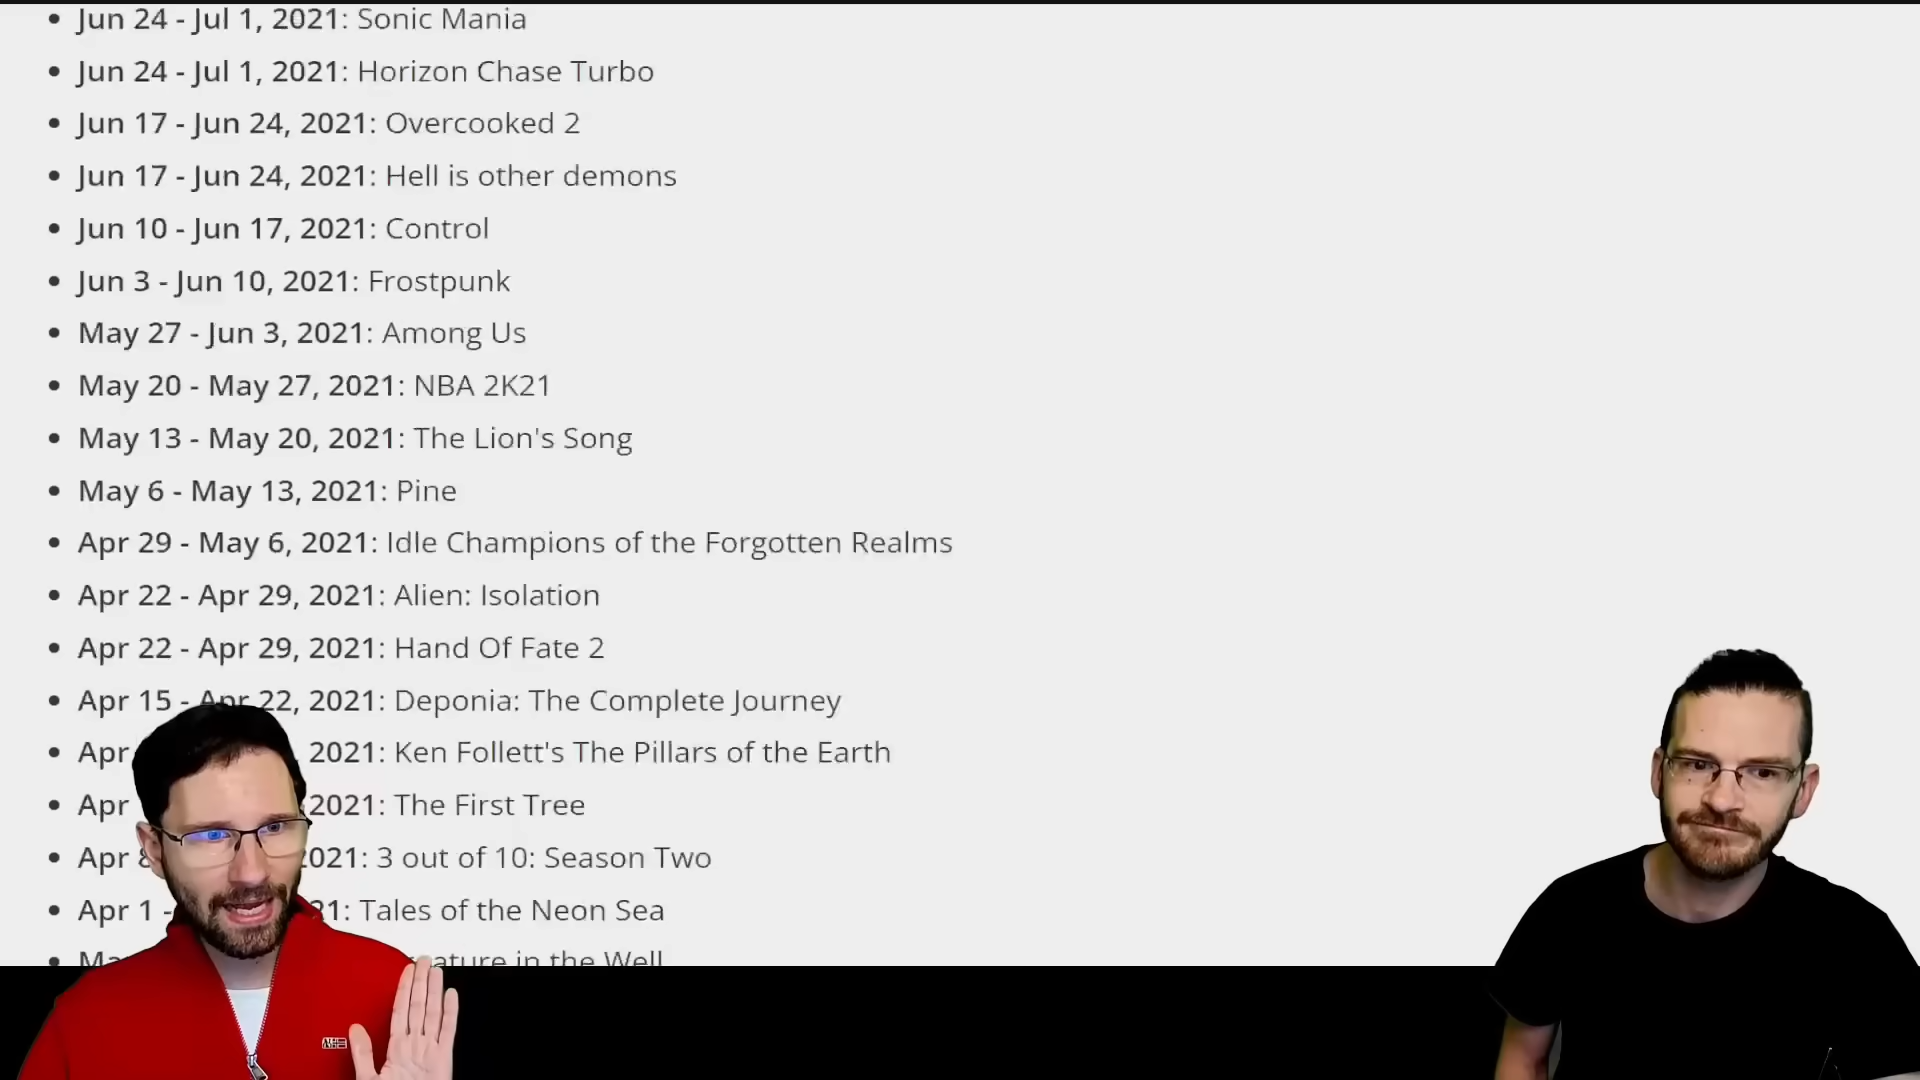 Jun 24 - Jul 1, 2021: Sonic Mania
Jun 24 - Jul 1, 2021: Horizon Chase Turbo
Jun 17 - Jun 24, 2021: Overcooked 2
Jun 17 - Jun 24, 2021: Hell is other demons
Jun 10 - Jun 17, 2021: Control
Jun 3 - Jun 10, 2021: Frostpunk
May 27 - Jun 3, 2021: Among Us
May 20 - May 27, 2021: NBA 2K21
May 13 - May 20, 2021: The Lion's Song
May 6 - May 13, 2021: Pine
Apr 29 - May 6, 2021: Idle Champions of the Forgotten Realms
Apr 22 - Apr 29, 2021: Alien: Isolation
Apr 22 - Apr 29, 2021: Hand Of Fate 2
Apr 15 - Apr 22, 2021: Deponia: The Complete Journey
Apr , 2021: Ken Follett's The Pillars of the Earth
Apr 2021: The First Tree
Apr 021: 3 out of 10: Season Two
Apr 1 - 21: Tales of the Neon Sea
in the Well